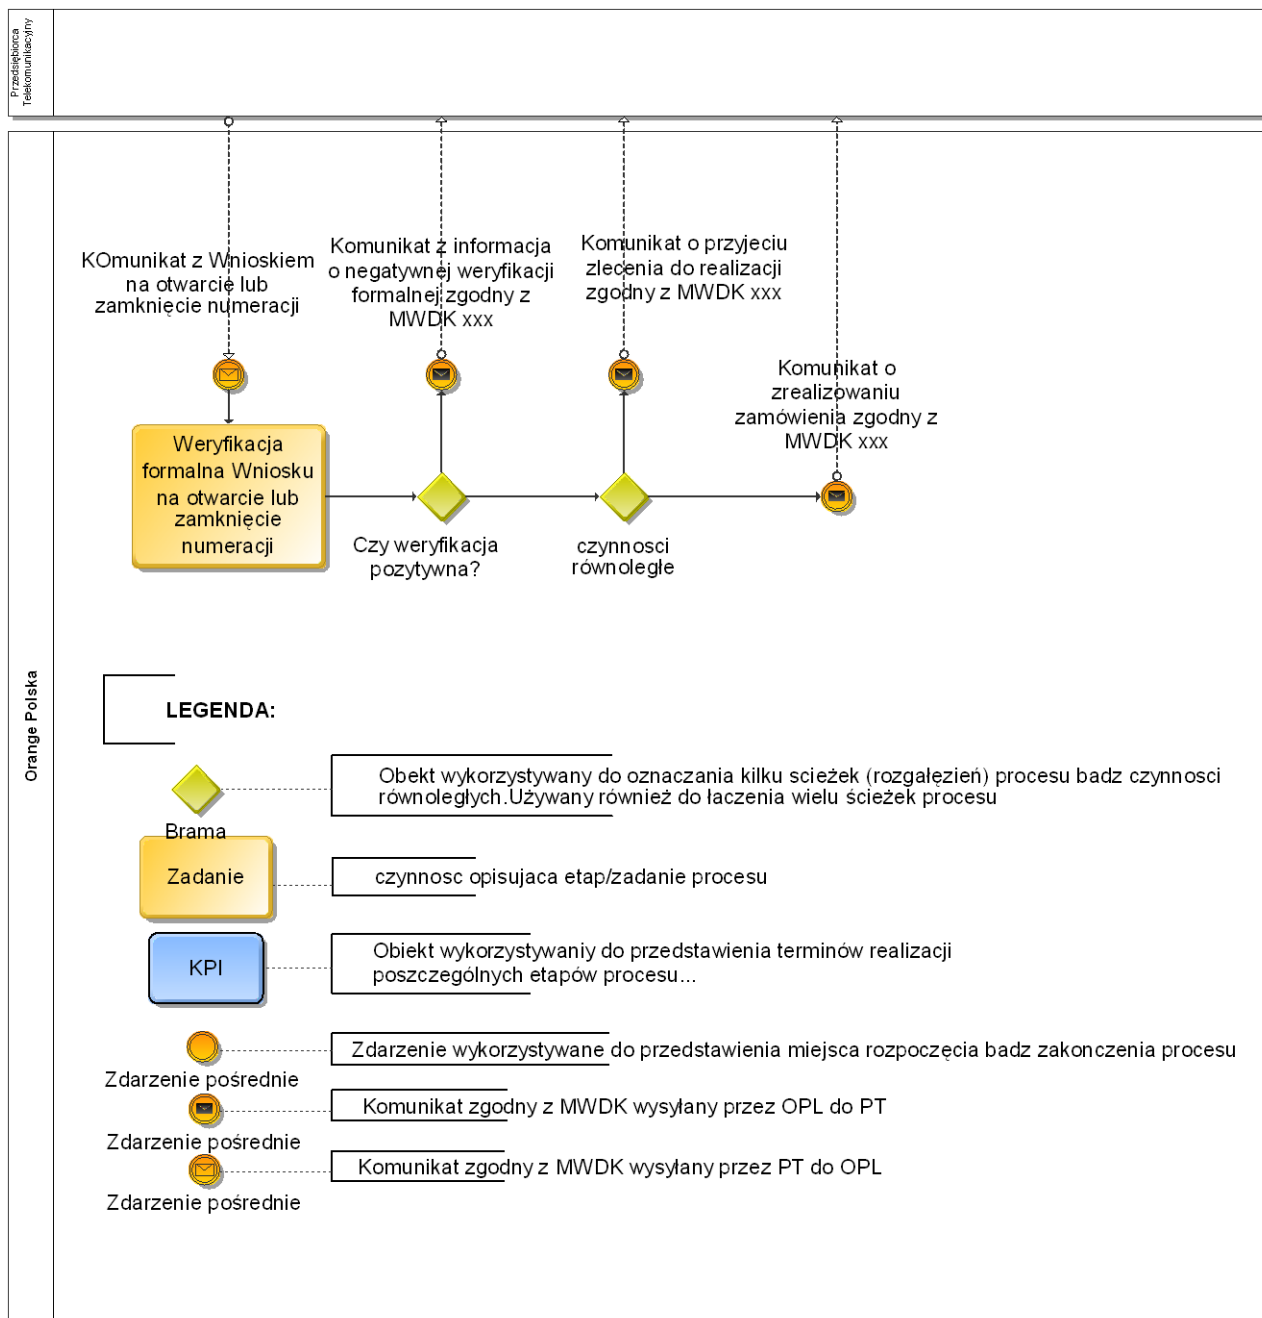 Przedsiębiorca
Telekomunikacyjny
Orange Polska
KOmunikat z Wnioskiem
na otwarcie lub
zamknięcie numeracji
Komunikat z informacja
o negatywnej weryfikacji
formalnej zgodny z
MWDK xxx
Komunikat o przyjeciu
zlecenia do realizacji
zgodny z MWDK xxx
Komunikat o
zrealizowaniu
zamówienia zgodny z
MWDK xxx
Weryfikacja
formalna Wniosku
na otwarcie lub
zamknięcie
numeracji
Czy weryfikacja
pozytywna?
czynnosci
równoległe
LEGENDA:
Obekt wykorzystywany do oznaczania kilku scieżek (rozgałęzień) procesu badz czynnosci
równoległych.Używany również do łaczenia wielu ścieżek procesu
Brama
Zadanie
czynnosc opisujaca etap/zadanie procesu
KPI
Obiekt wykorzystywaniy do przedstawienia terminów realizacji
poszczególnych etapów procesu...
Zdarzenie wykorzystywane do przedstawienia miejsca rozpoczęcia badz zakonczenia procesu
Zdarzenie pośrednie
Komunikat zgodny z MWDK wysyłany przez OPL do PT
Zdarzenie pośrednie
Komunikat zgodny z MWDK wysyłany przez PT do OPL
Zdarzenie pośrednie